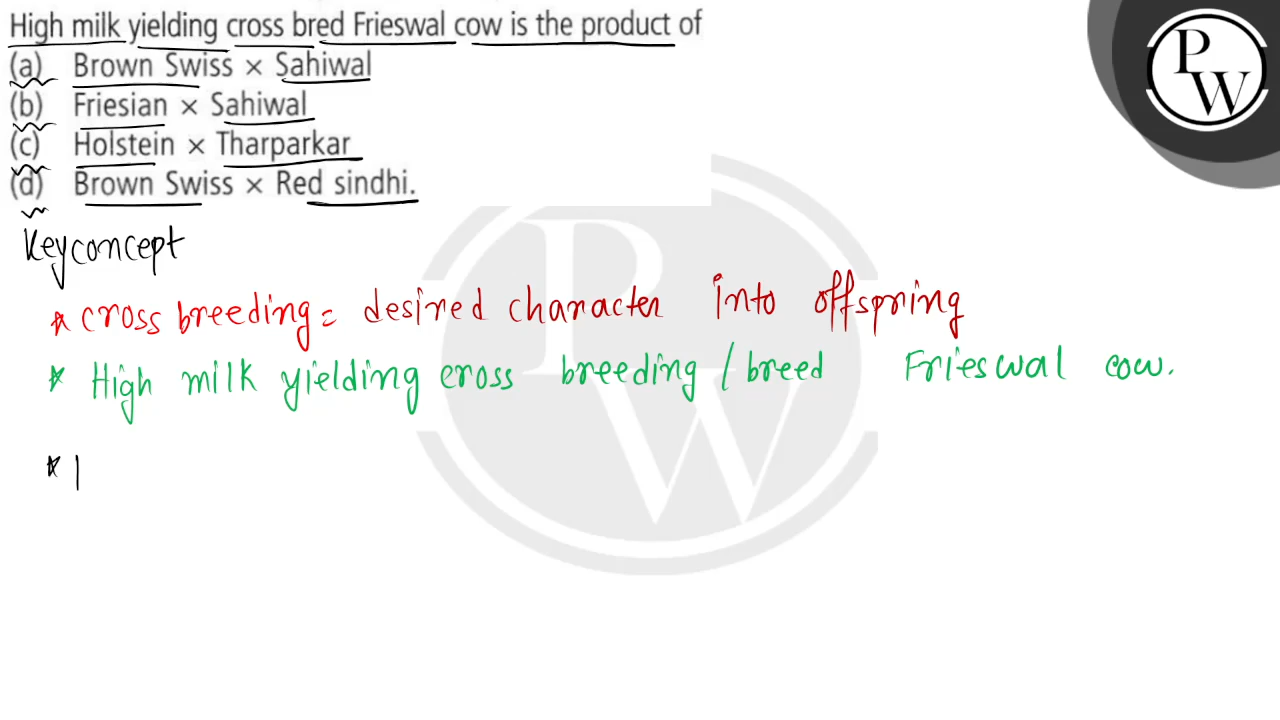 High milk yielding cross bred Frieswal cow is the product of
(a) Brown Swiss × Sahiwal
(b) Friesian × Sahiwal
(c) Holstein × Tharparkar
(d) Brown Swiss × Red sindhi.
Keyconcept
* cross breeding = desired character into offspring
* High milk yielding cross breeding / breed Frieswal cow.
*
P
W
P
W